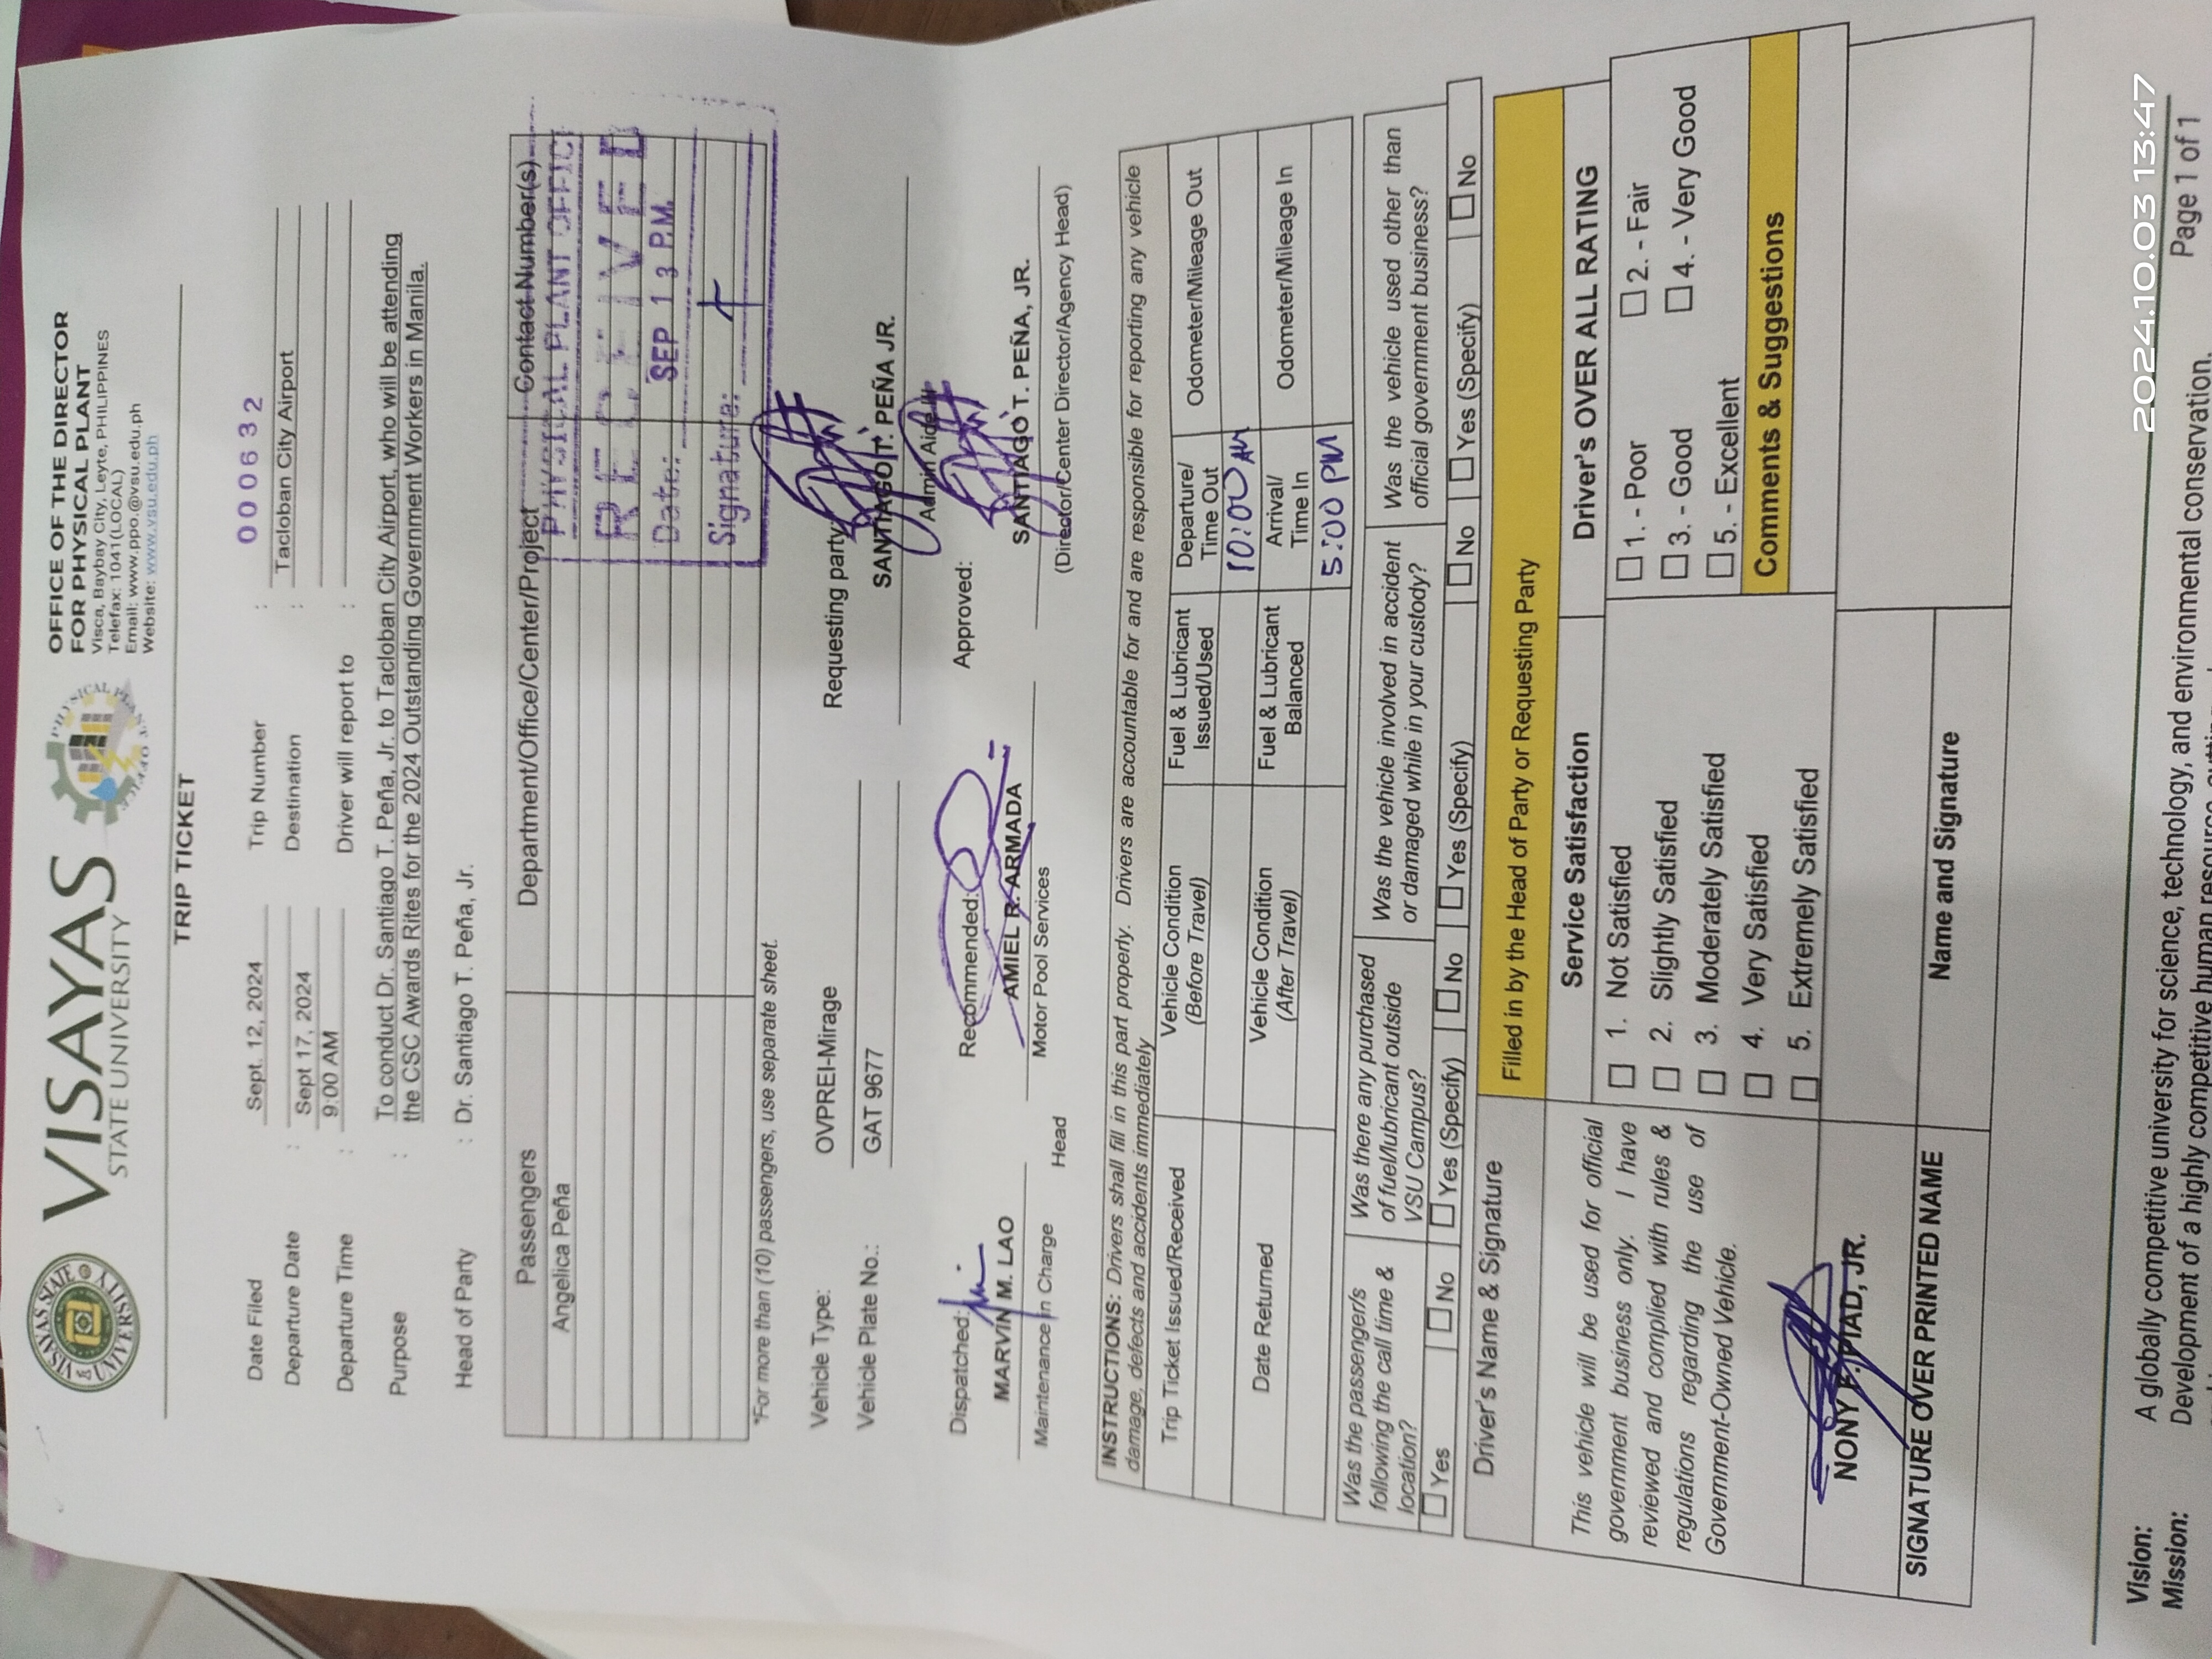 VISAYAS STATE UNIVERSITY
VISAYAS
STATE UNIVERSITY
PHYSICAL PLANT OFFICE
OFFICE OF THE DIRECTOR
FOR PHYSICAL PLANT
Visca, Baybay City, Leyte, PHILIPPINES
Telefax: 1041(LOCAL)
Email: www.ppo.@vsu.edu.ph
Website: www.vsu.edu.ph
TRIP TICKET
000632
Date Filed Sept. 12, 2024 Trip Number :
Departure Date : Sept 17, 2024 Destination : Tacloban City Airport
Departure Time : 9:00 AM Driver will report to :
Purpose : To conduct Dr. Santiago T. Peña, Jr. to Tacloban City Airport, who will be attending
the CSC Awards Rites for the 2024 Outstanding Government Workers in Manila.
Head of Party : Dr. Santiago T. Peña, Jr.
Passengers Department/Office/Center/Project Contact Number(s)
Angelica Peña
PHYSICAL PLANT OFFIC
RECEIVED
Date: SEP 13 P.M.
Signature:
*For more than (10) passengers, use separate sheet.
Vehicle Type: OVPREI-Mirage
Requesting party:
SANTIAGO T. PEÑA JR.
Vehicle Plate No.: GAT 9677
Admin Aide
Dispatched: Recommended: Approved:
MARVIN M. LAO AMIEL R. ARMADA SANTIAGO T. PEÑA, JR.
Maintenance in Charge Head Motor Pool Services (Director/Center Director/Agency Head)
INSTRUCTIONS: Drivers shall fill in this part property. Drivers are accountable for and are responsible for reporting any vehicle
damage, defects and accidents immediately
Trip Ticket Issued/Received
Vehicle Condition
(Before Travel)
Fuel & Lubricant
Issued/Used
Departure/
Time Out
Odometer/Mileage Out
10:00 AM
Date Returned
Vehicle Condition
(After Travel)
Fuel & Lubricant
Balanced
Arrival/
Time In
Odometer/Mileage In
5:00 PM
Was the passenger/s
following the call time &
location?
Was there any purchased
of fuel/lubricant outside
VSU Campus?
Was the vehicle involved in accident
or damaged while in your custody?
Was the vehicle used other than
official government business?
Yes No Yes (Specify) No Yes (Specify) No Yes (Specify) No
Driver's Name & Signature
Filled in by the Head of Party or Requesting Party
This vehicle will be used for official
government business only. I have
reviewed and complied with rules &
regulations regarding the use of
Government-Owned Vehicle.
Service Satisfaction
1. Not Satisfied
2. Slightly Satisfied
3. Moderately Satisfied
4. Very Satisfied
5. Extremely Satisfied
Driver's OVER ALL RATING
1. - Poor 2. - Fair
3. - Good 4. - Very Good
5. - Excellent
Comments & Suggestions
NONY F. PIAD, JR.
SIGNATURE OVER PRINTED NAME
Name and Signature
Vision: A globally competitive university for science, technology, and environmental conservation.
Mission: Development of a highly competitive human resource
Page 1 of 1
2024.10.03 13:47